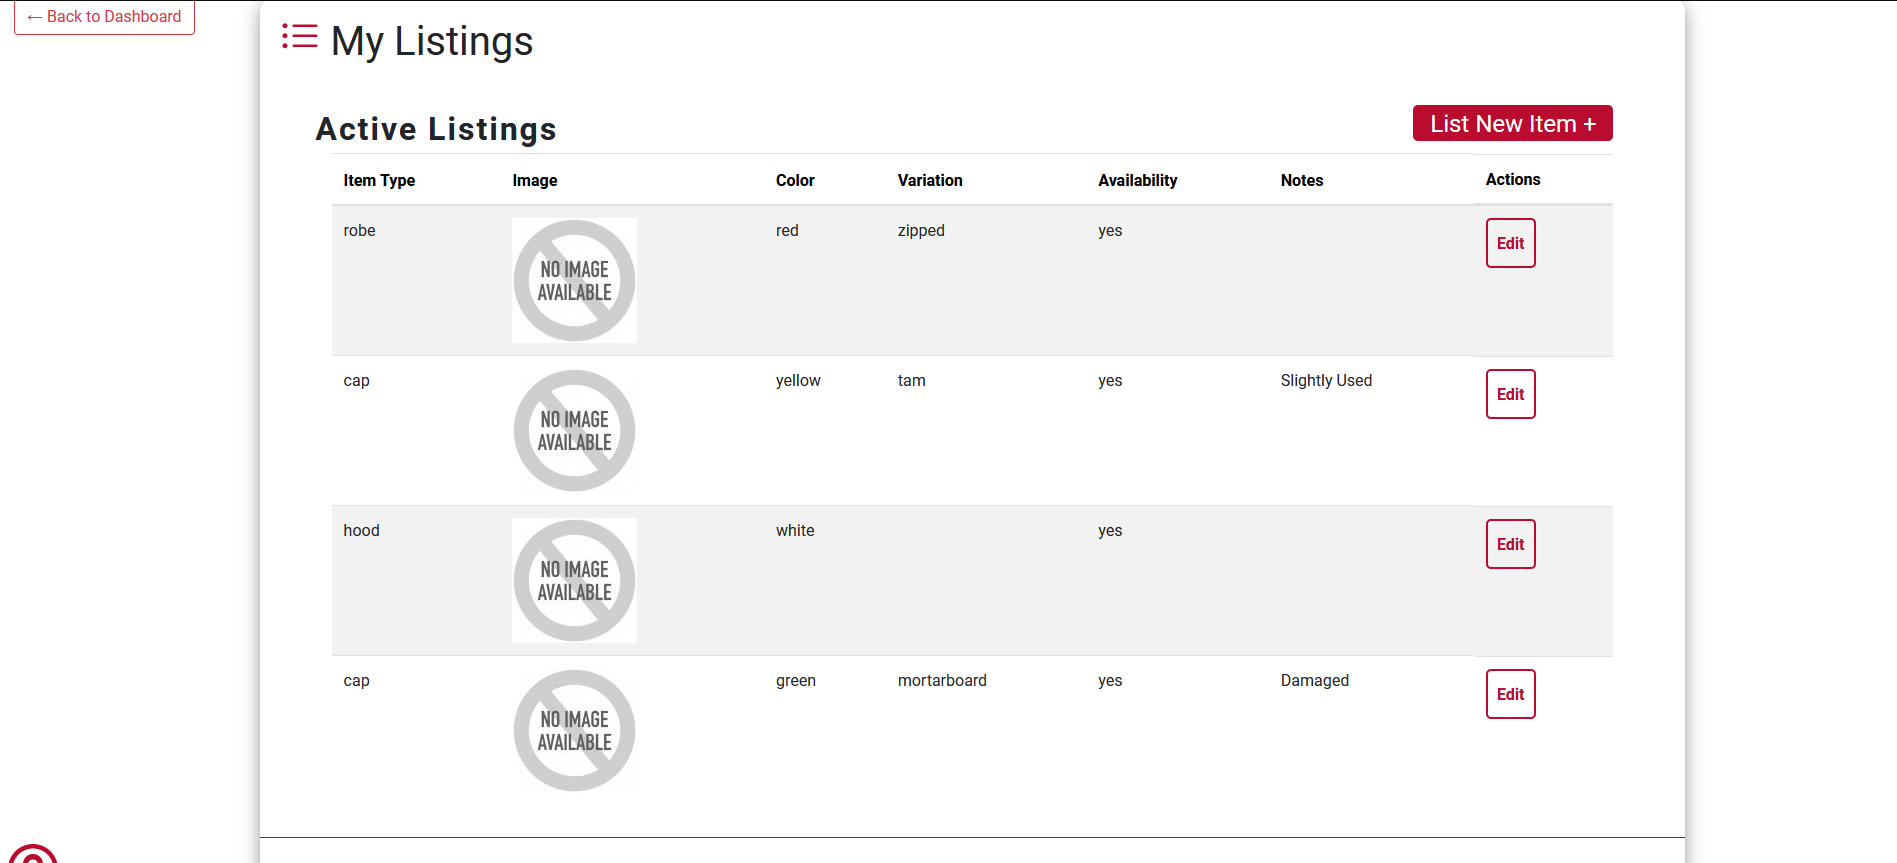 ← Back to Dashboard
My Listings
Active Listings
List New Item +
Item Type Image Color Variation Availability Notes Actions
robe NO IMAGE AVAILABLE red zipped yes Edit
cap NO IMAGE AVAILABLE yellow tam yes Slightly Used Edit
hood NO IMAGE AVAILABLE white yes Edit
cap NO IMAGE AVAILABLE green mortarboard yes Damaged Edit